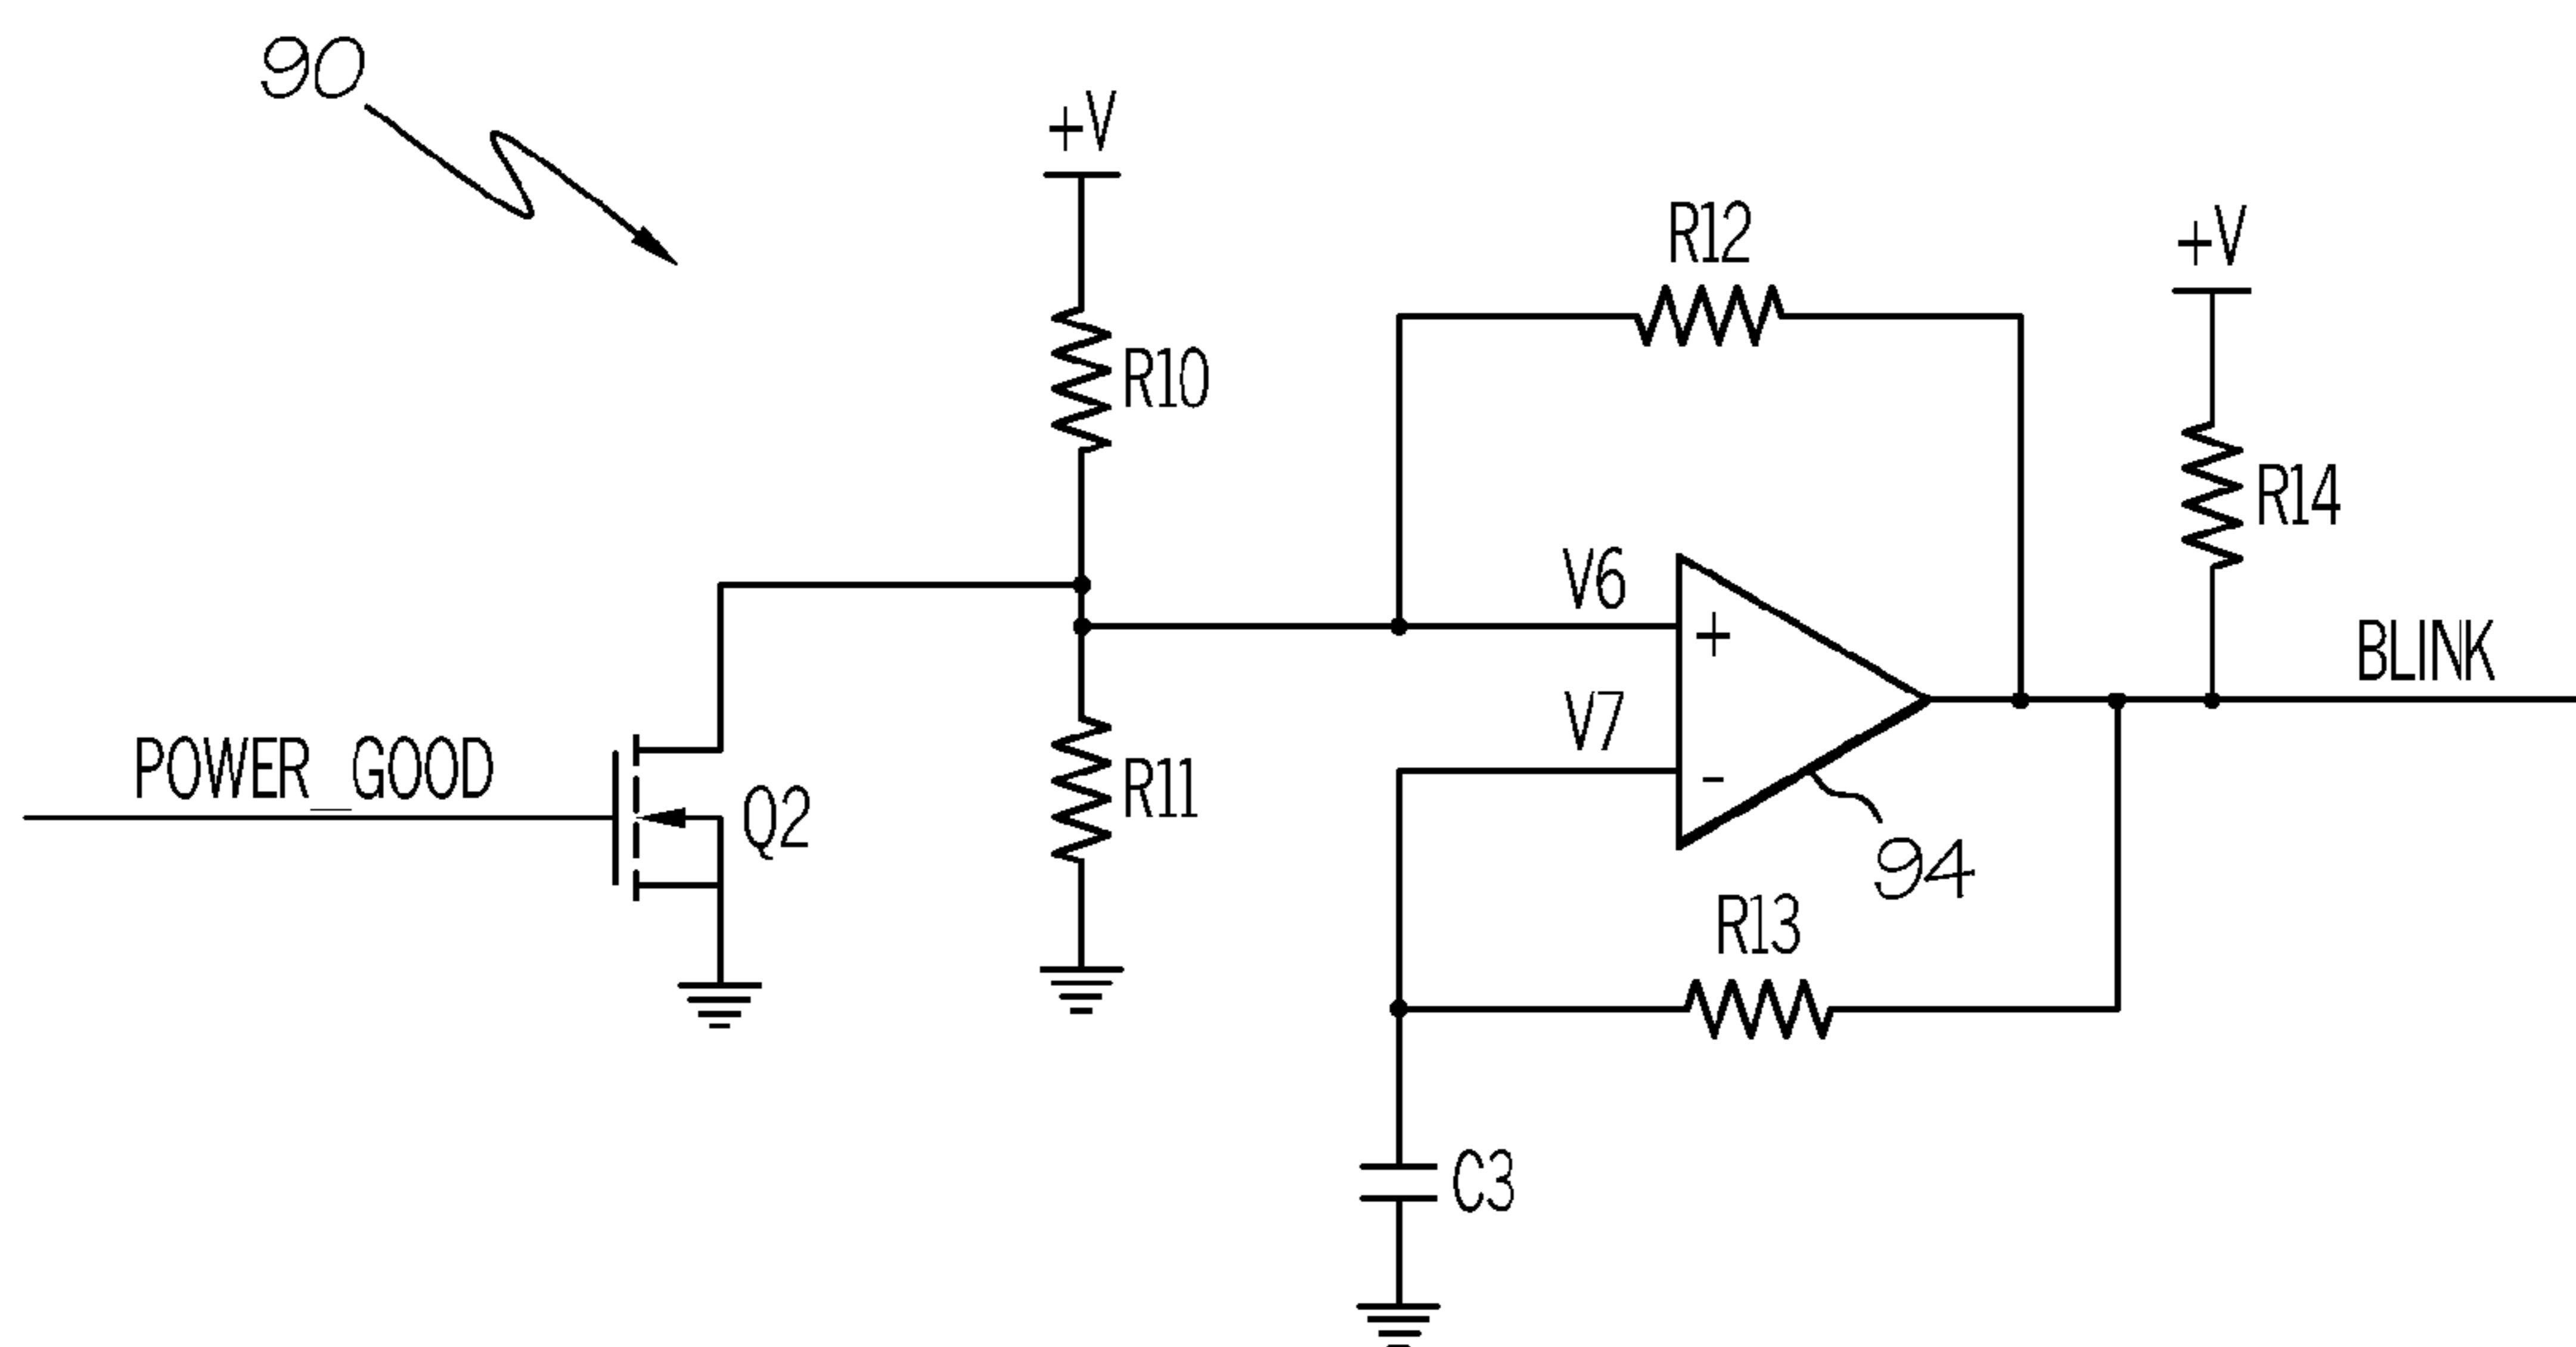 90
+V
R12
+V
R10
R14
V6
+
BLINK
V7
POWER_GOOD
Q2
R11
-
94
R13
C3